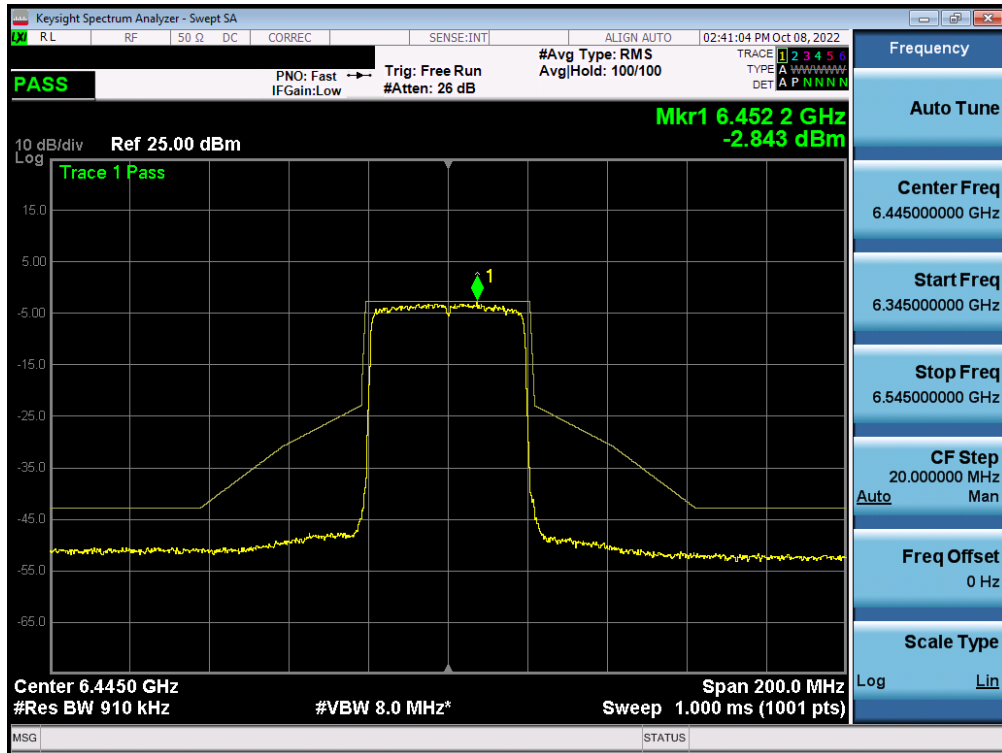 Keysight Spectrum Analyzer - Swept SA
LXI RL RF 50 Ω DC CORREC SENSE:INT ALIGN AUTO 02:41:04 PM Oct 08, 2022
PASS
PNO: Fast
IFGain:Low
Trig: Free Run
#Atten: 26 dB
#Avg Type: RMS
Avg|Hold: 100/100
TRACE 1 2 3 4 5 6
TYPE A WWWWWW
DET A P N N N N
Mkr1 6.452 2 GHz
-2.843 dBm
10 dB/div Ref 25.00 dBm
Log
Trace 1 Pass
1
15.0
5.00
-5.00
-15.0
-25.0
-35.0
-45.0
-55.0
-65.0
Center 6.4450 GHz Span 200.0 MHz
#Res BW 910 kHz #VBW 8.0 MHz* Sweep 1.000 ms (1001 pts)
MSG STATUS
Frequency
Auto Tune
Center Freq
6.445000000 GHz
Start Freq
6.345000000 GHz
Stop Freq
6.545000000 GHz
CF Step
20.000000 MHz
Auto Man
Freq Offset
0 Hz
Scale Type
Log Lin